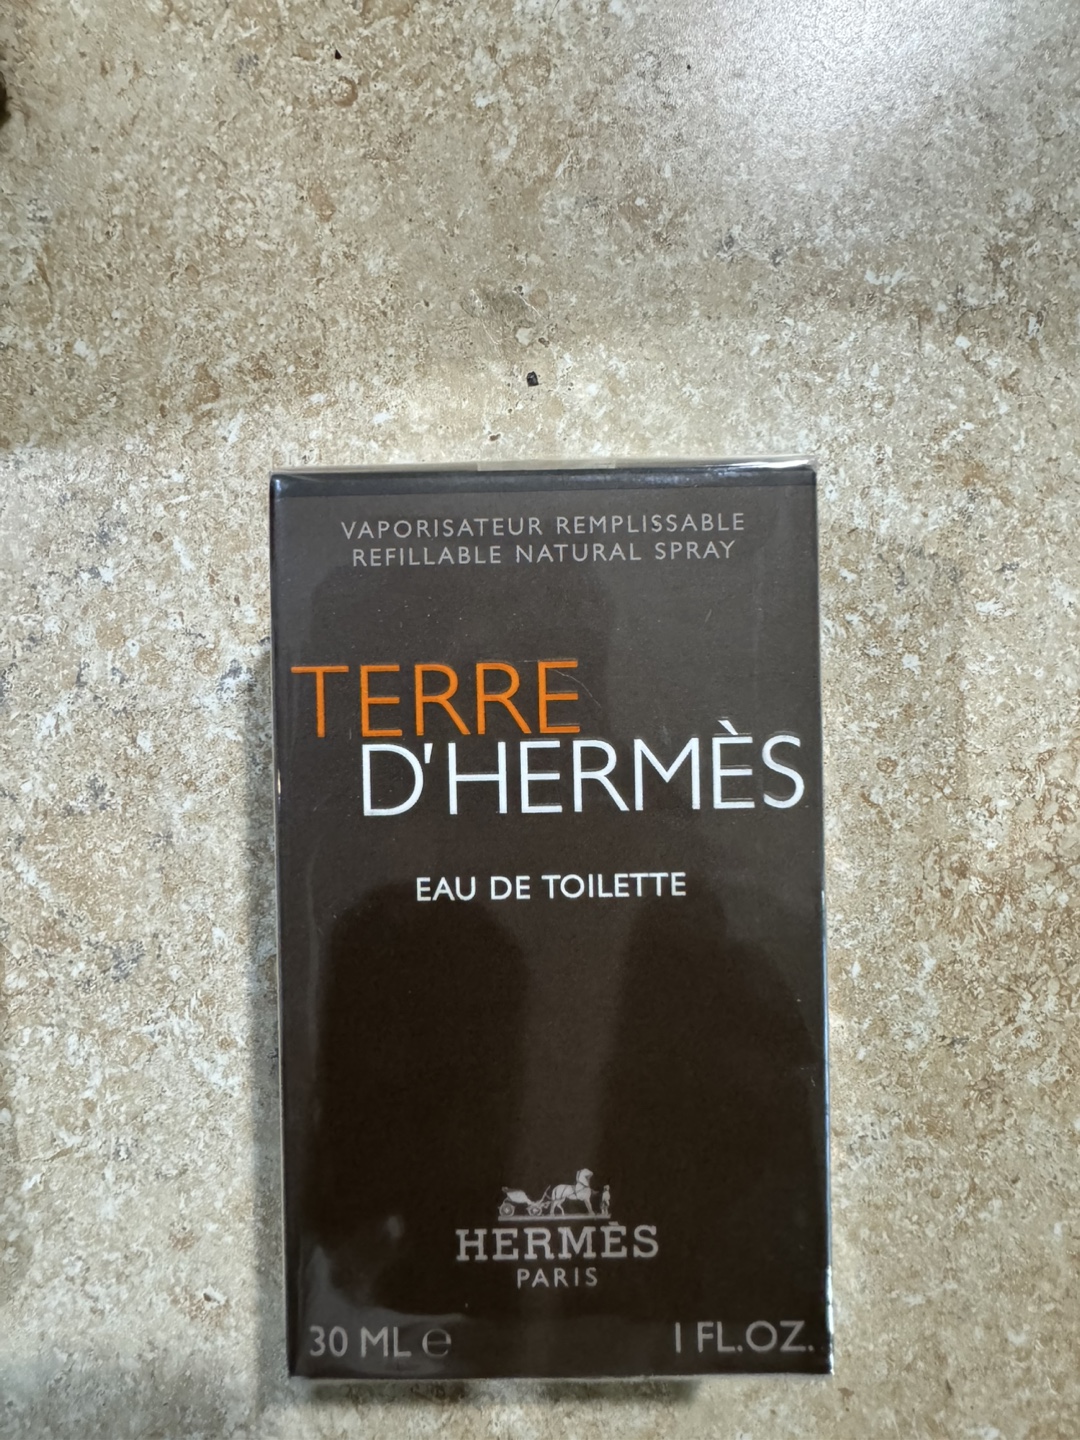 VAPORISATEUR REMPLISSABLE
REFILLABLE NATURAL SPRAY
TERRE
D'HERMÈS
EAU DE TOILETTE
HERMÈS
PARIS
30 ML ℮
1 FL.OZ.